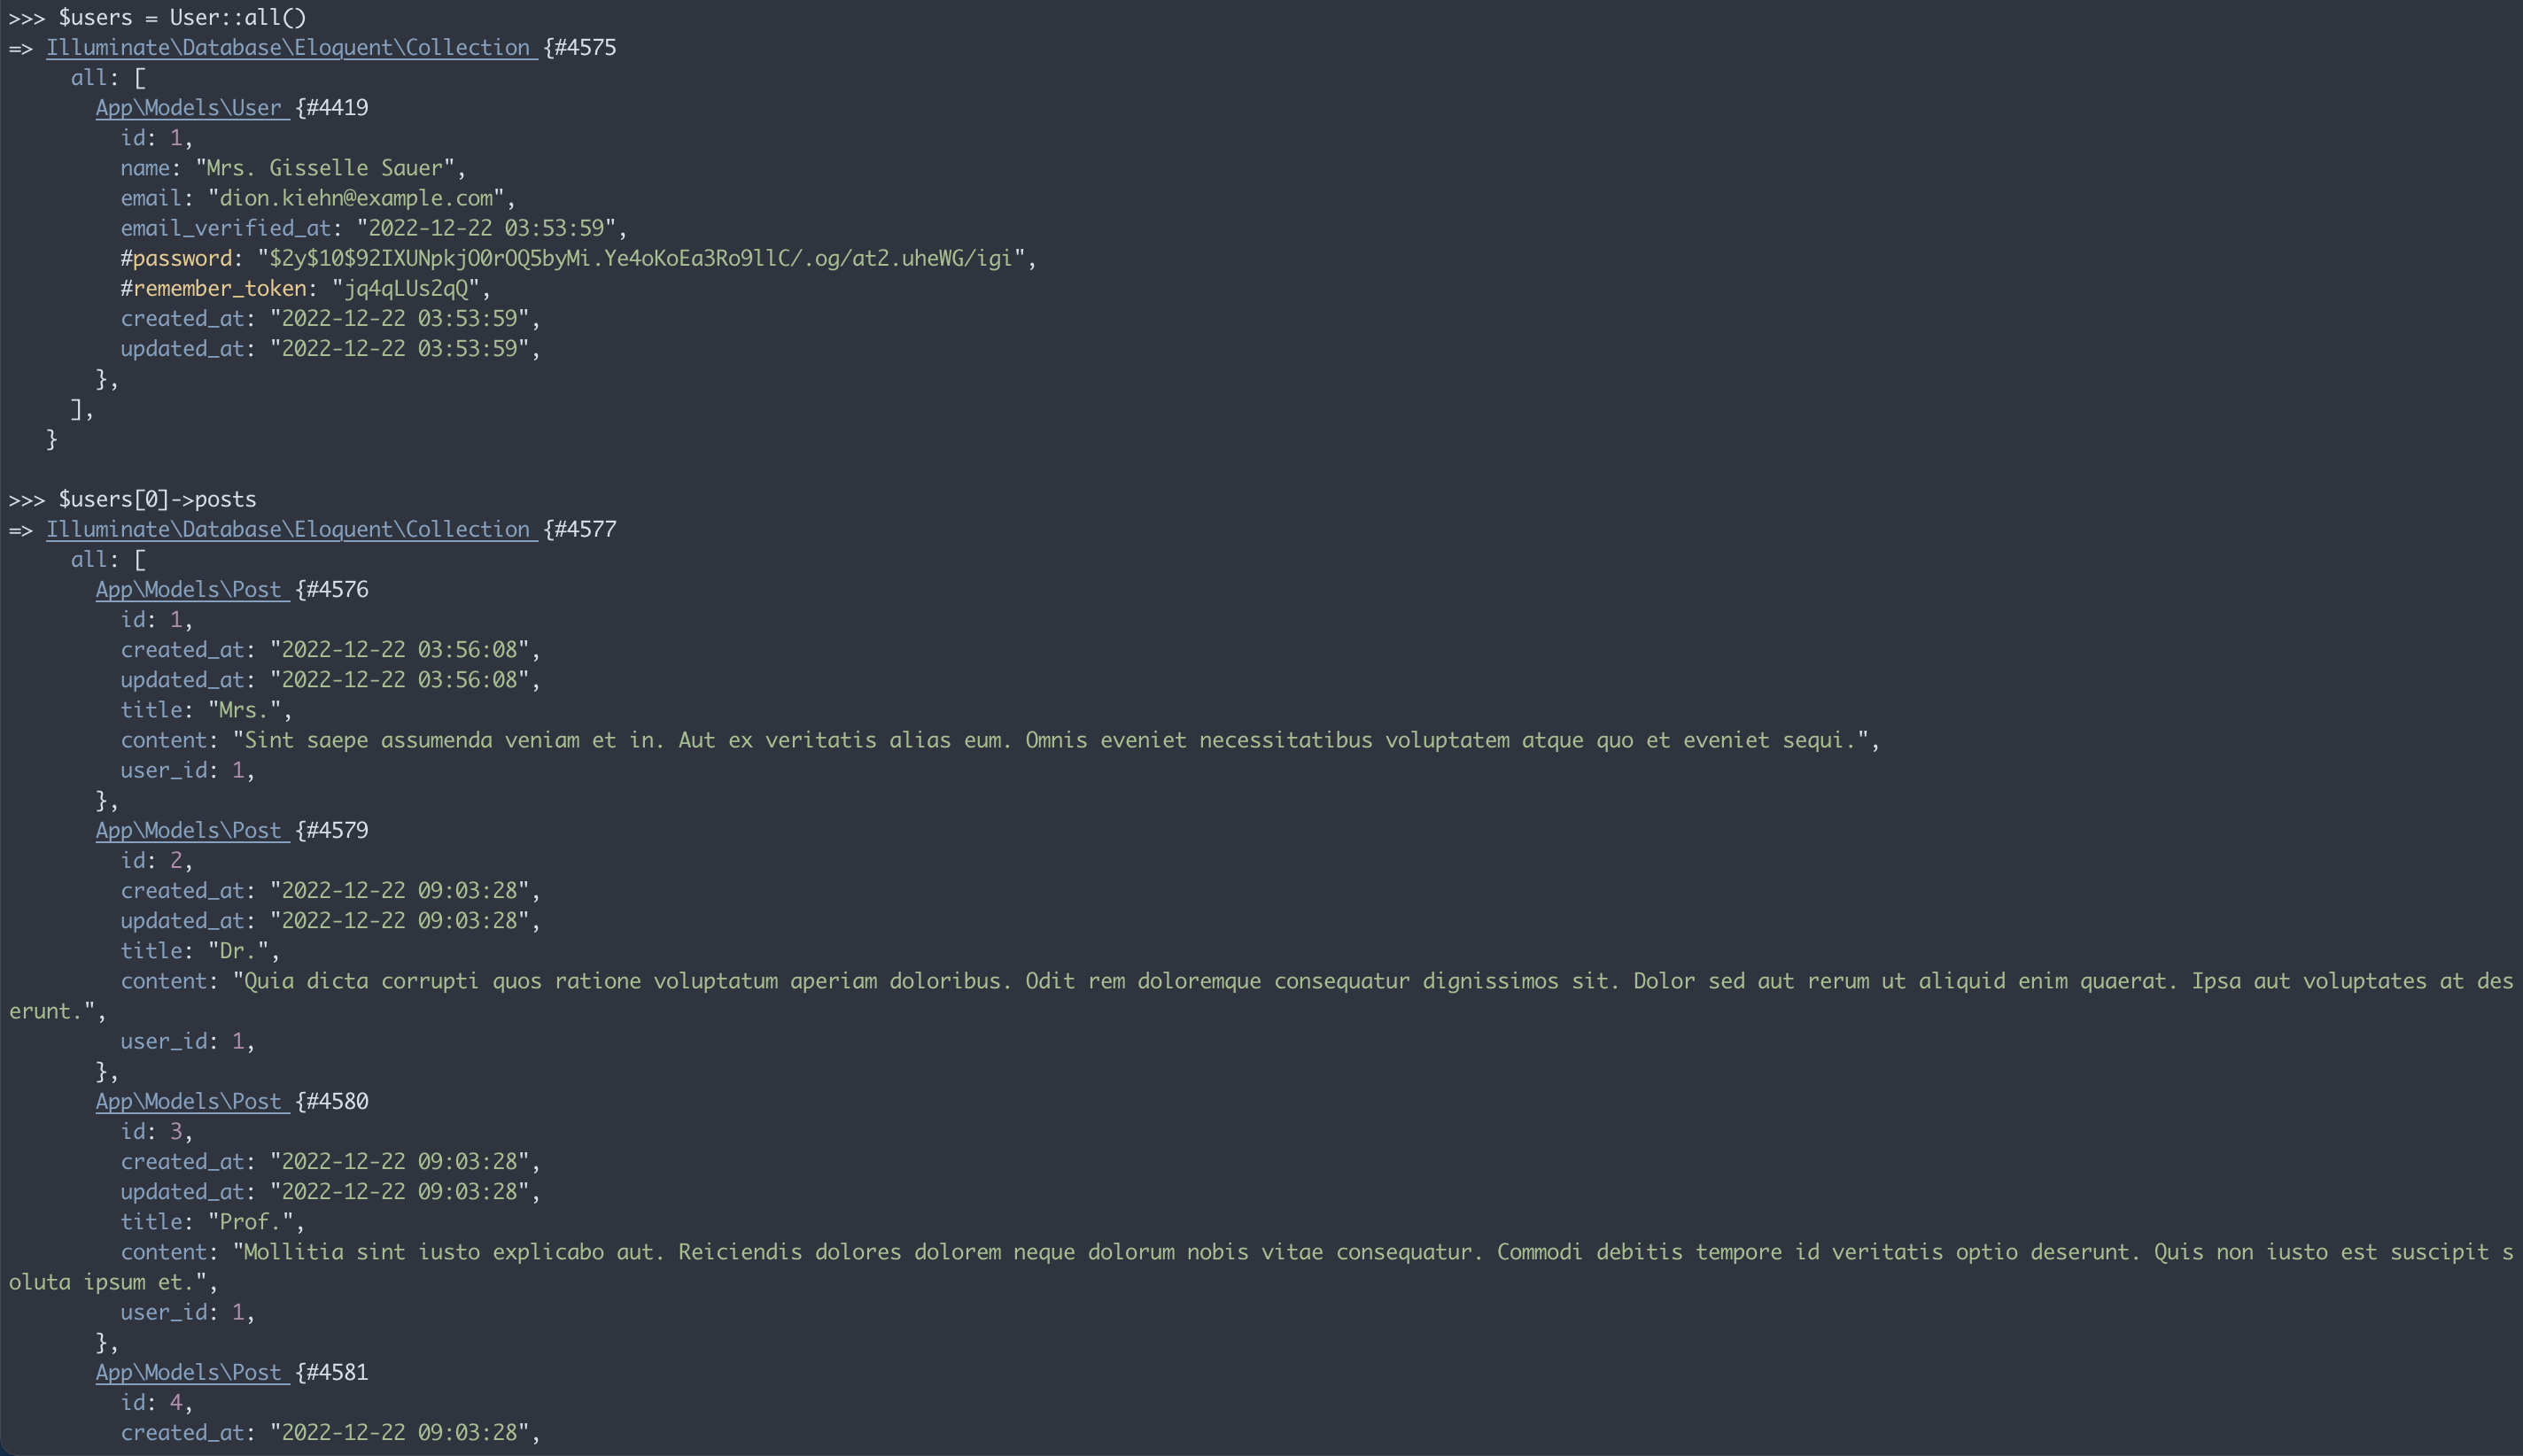 >>> $users = User::all()
=> Illuminate\Database\Eloquent\Collection {#4575
     all: [
       App\Models\User {#4419
         id: 1,
         name: "Mrs. Gisselle Sauer",
         email: "dion.kiehn@example.com",
         email_verified_at: "2022-12-22 03:53:59",
         #password: "$2y$10$92IXUNpkjO0rOQ5byMi.Ye4oKoEa3Ro9llC/.og/at2.uheWG/igi",
         #remember_token: "jq4qLUs2qQ",
         created_at: "2022-12-22 03:53:59",
         updated_at: "2022-12-22 03:53:59",
       },
     ],
   }

>>> $users[0]->posts
=> Illuminate\Database\Eloquent\Collection {#4577
     all: [
       App\Models\Post {#4576
         id: 1,
         created_at: "2022-12-22 03:56:08",
         updated_at: "2022-12-22 03:56:08",
         title: "Mrs.",
         content: "Sint saepe assumenda veniam et in. Aut ex veritatis alias eum. Omnis eveniet necessitatibus voluptatem atque quo et eveniet sequi.",
         user_id: 1,
       },
       App\Models\Post {#4579
         id: 2,
         created_at: "2022-12-22 09:03:28",
         updated_at: "2022-12-22 09:03:28",
         title: "Dr.",
         content: "Quia dicta corrupti quos ratione voluptatum aperiam doloribus. Odit rem doloremque consequatur dignissimos sit. Dolor sed aut rerum ut aliquid enim quaerat. Ipsa aut voluptates at des
erunt.",
         user_id: 1,
       },
       App\Models\Post {#4580
         id: 3,
         created_at: "2022-12-22 09:03:28",
         updated_at: "2022-12-22 09:03:28",
         title: "Prof.",
         content: "Mollitia sint iusto explicabo aut. Reiciendis dolores dolorem neque dolorum nobis vitae consequatur. Commodi debitis tempore id veritatis optio deserunt. Quis non iusto est suscipit s
oluta ipsum et.",
         user_id: 1,
       },
       App\Models\Post {#4581
         id: 4,
         created_at: "2022-12-22 09:03:28",